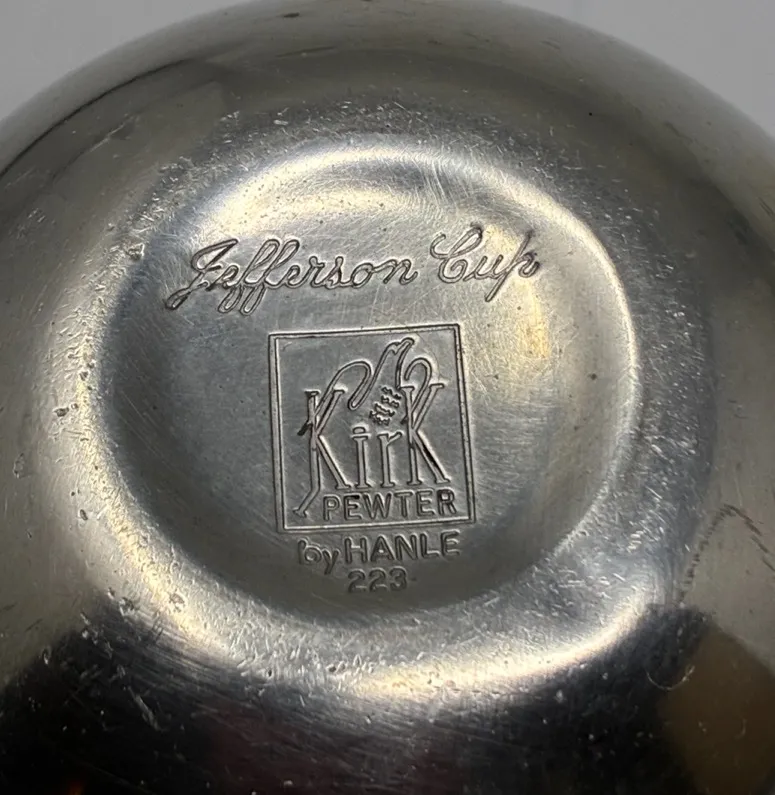 Jefferson Cup
KirK
PEWTER
by HANLE
223